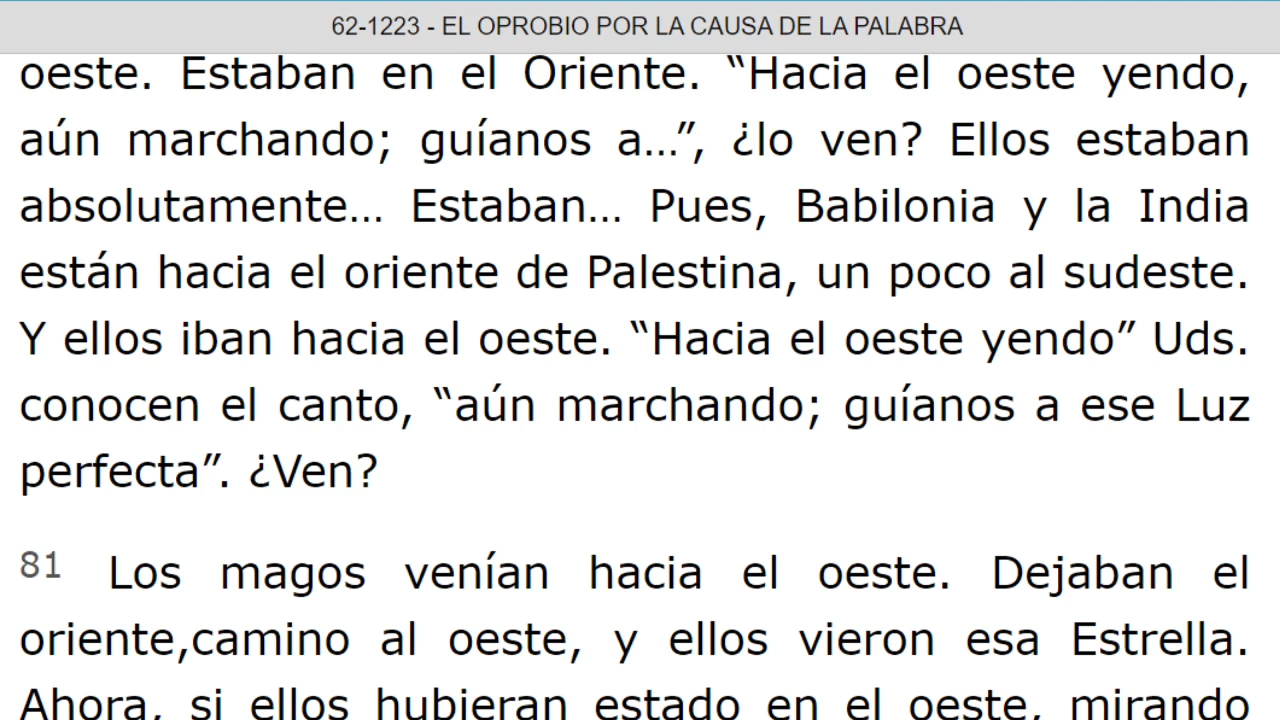 62-1223 - EL OPROBIO POR LA CAUSA DE LA PALABRA
oeste. Estaban en el Oriente. “Hacia el oeste yendo,
aún marchando; guíanos a…”, ¿lo ven? Ellos estaban
absolutamente… Estaban… Pues, Babilonia y la India
están hacia el oriente de Palestina, un poco al sudeste.
Y ellos iban hacia el oeste. “Hacia el oeste yendo” Uds.
conocen el canto, “aún marchando; guíanos a ese Luz
perfecta”. ¿Ven?
81 Los magos venían hacia el oeste. Dejaban el
oriente,camino al oeste, y ellos vieron esa Estrella.
Ahora, si ellos hubieran estado en el oeste, mirando